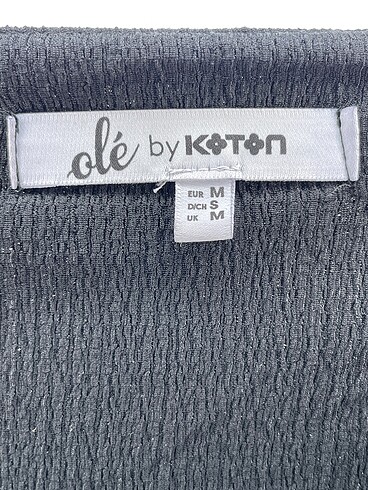 olé by KOTON
EUR M
D/CH S
UK M